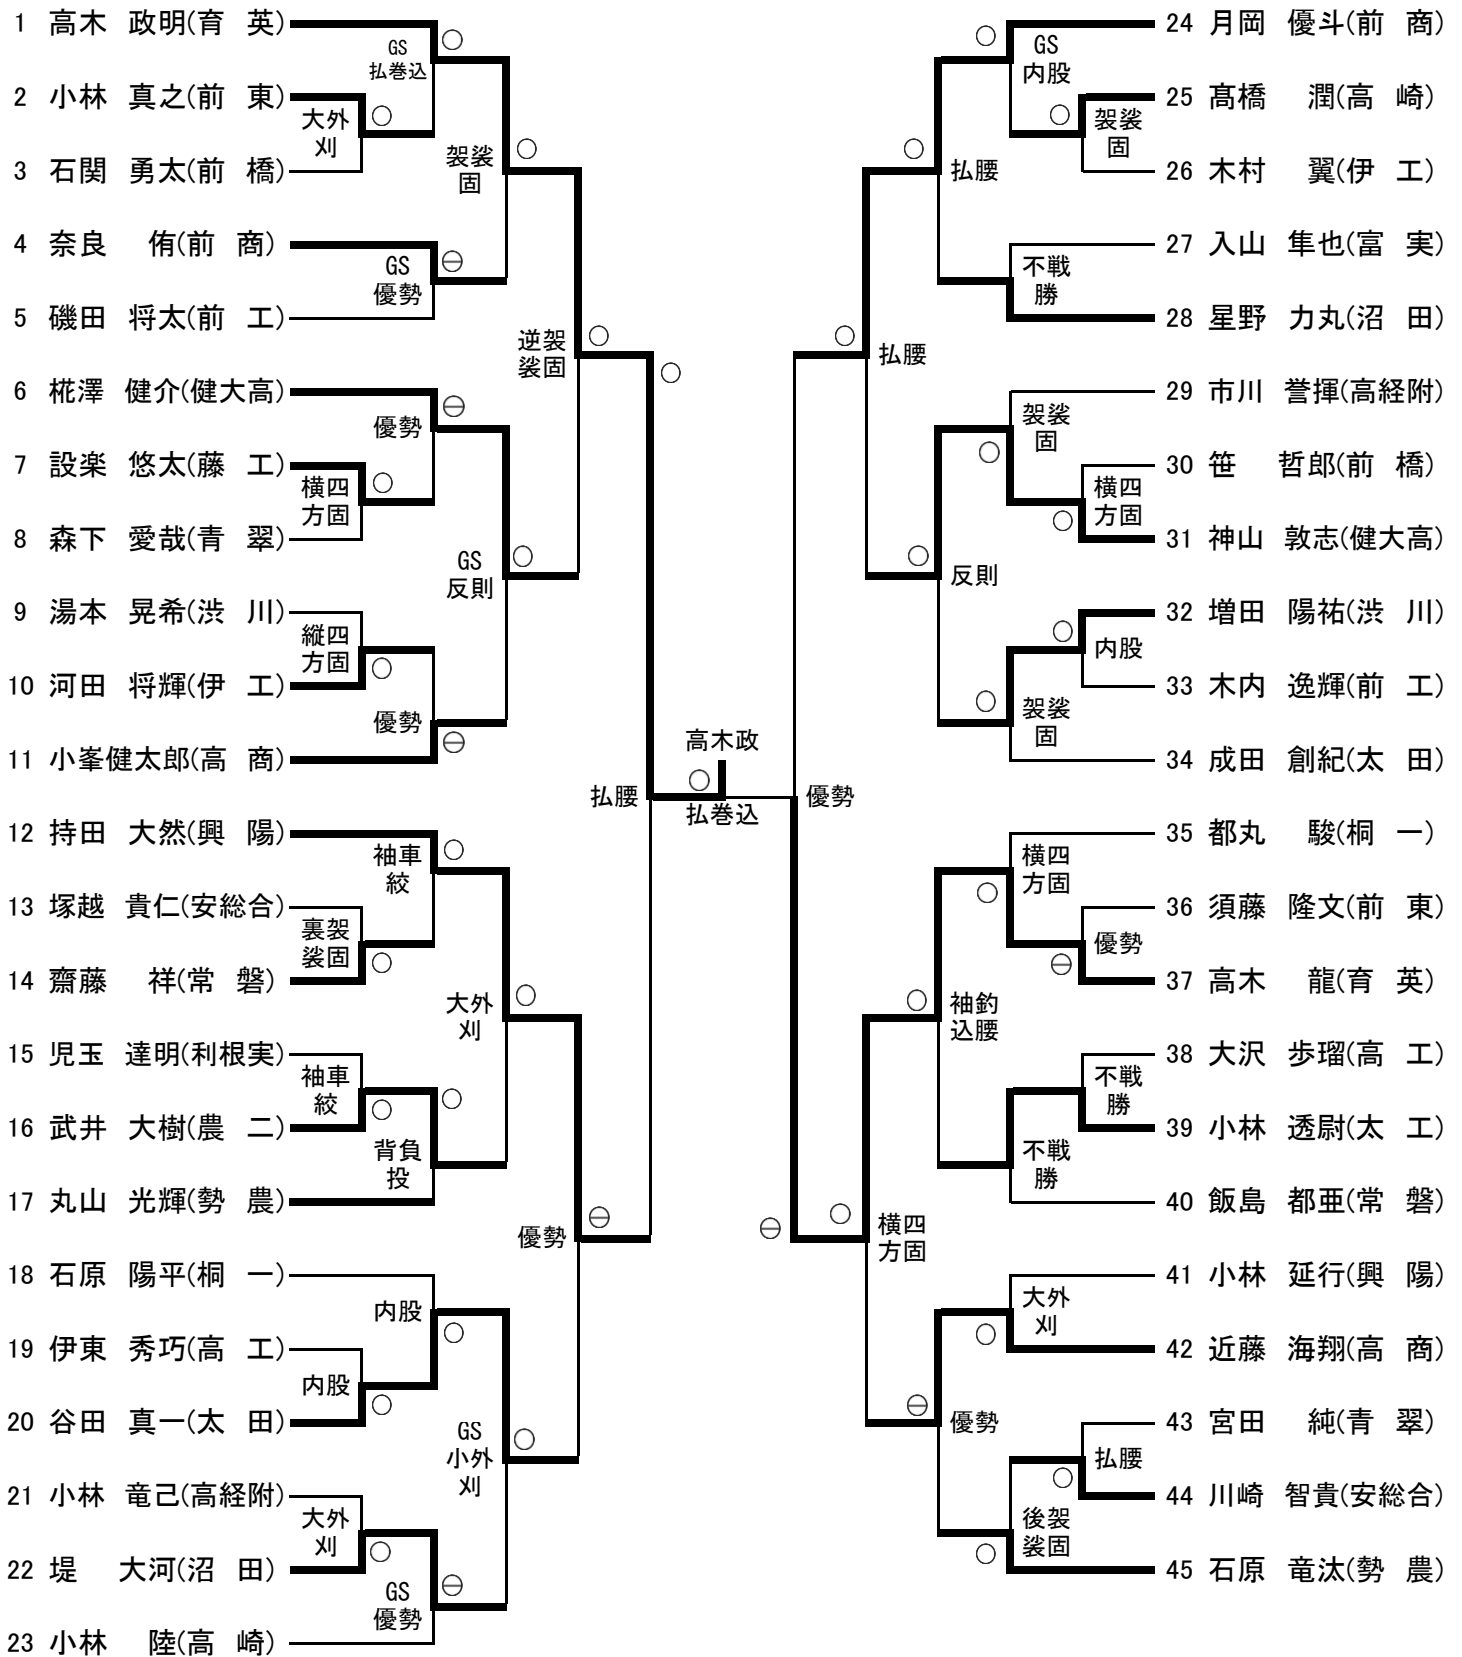 1 高木 政明(育 英)
2 小林 真之(前 東)
3 石関 勇太(前 橋)
4 奈良 侑(前 商)
5 磯田 将太(前 工)
6 椛澤 健介(健大高)
7 設楽 悠太(藤 工)
8 森下 愛哉(青 翠)
9 湯本 晃希(渋 川)
10 河田 将輝(伊 工)
11 小峯健太郎(高 商)
12 持田 大然(興 陽)
13 塚越 貴仁(安総合)
14 齋藤 祥(常 磐)
15 児玉 達明(利根実)
16 武井 大樹(農 二)
17 丸山 光輝(勢 農)
18 石原 陽平(桐 一)
19 伊東 秀巧(高 工)
20 谷田 真一(太 田)
21 小林 竜己(高経附)
22 堤 大河(沼 田)
23 小林 陸(高 崎)
大外
刈
横四
方固
縦四
方固
裏袈
裟固
袖車
絞
内股
大外
刈
GS
払巻込
GS
優勢
優勢
優勢
袖車
絞
背負
投
内股
GS
優勢
袈裟
固
GS
反則
大外
刈
GS
小外
刈
逆袈
裟固
優勢
払腰
高木政
払巻込
優勢
払腰
横四
方固
払腰
反則
袖釣
込腰
優勢
GS
内股
不戦
勝
袈裟
固
袈裟
固
横四
方固
不戦
勝
大外
刈
後袈
裟固
袈裟
固
横四
方固
内股
優勢
不戦
勝
払腰
24 月岡 優斗(前 商)
25 髙橋 潤(高 崎)
26 木村 翼(伊 工)
27 入山 隼也(富 実)
28 星野 力丸(沼 田)
29 市川 誉揮(高経附)
30 笹 哲郎(前 橋)
31 神山 敦志(健大高)
32 増田 陽祐(渋 川)
33 木内 逸輝(前 工)
34 成田 創紀(太 田)
35 都丸 駿(桐 一)
36 須藤 隆文(前 東)
37 高木 龍(育 英)
38 大沢 歩瑠(高 工)
39 小林 透尉(太 工)
40 飯島 都亜(常 磐)
41 小林 延行(興 陽)
42 近藤 海翔(高 商)
43 宮田 純(青 翠)
44 川崎 智貴(安総合)
45 石原 竜汰(勢 農)